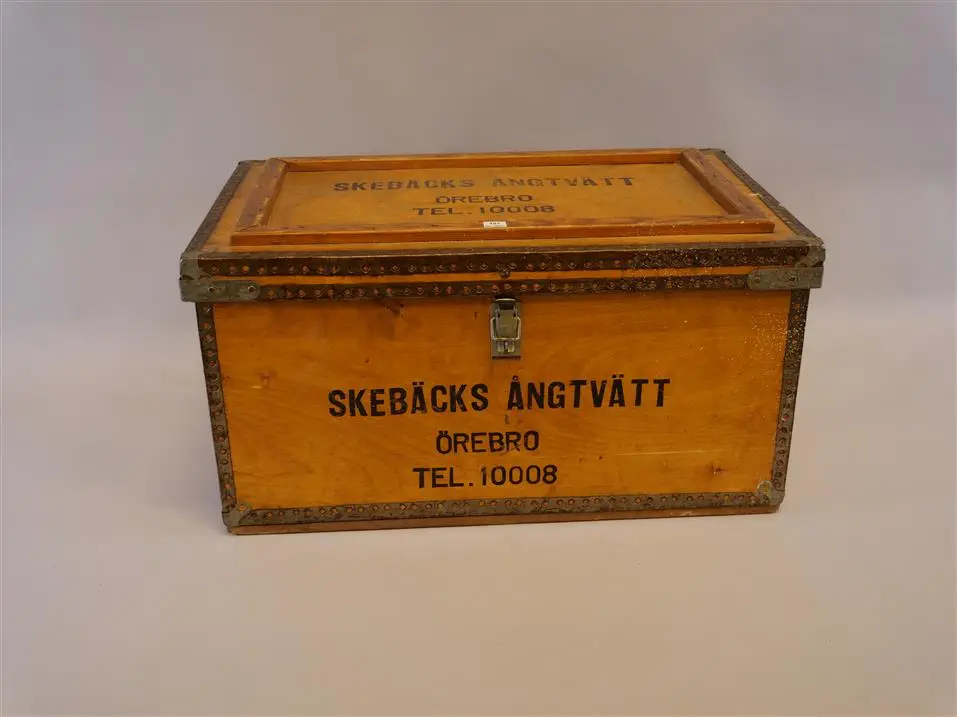 SKEBÄCKS ÅNGTVÄTT
ÖREBRO
TEL. 10008
SKEBÄCKS ÅNGTVÄTT
ÖREBRO
TEL. 10008